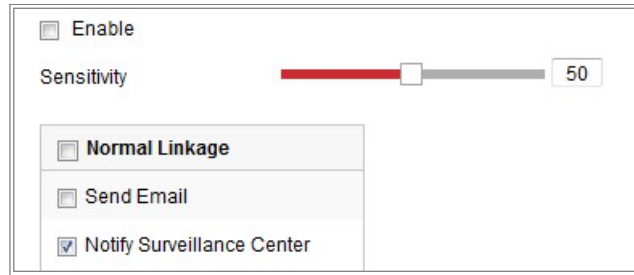 Enable
Sensitivity 50
Normal Linkage
Send Email
Notify Surveillance Center